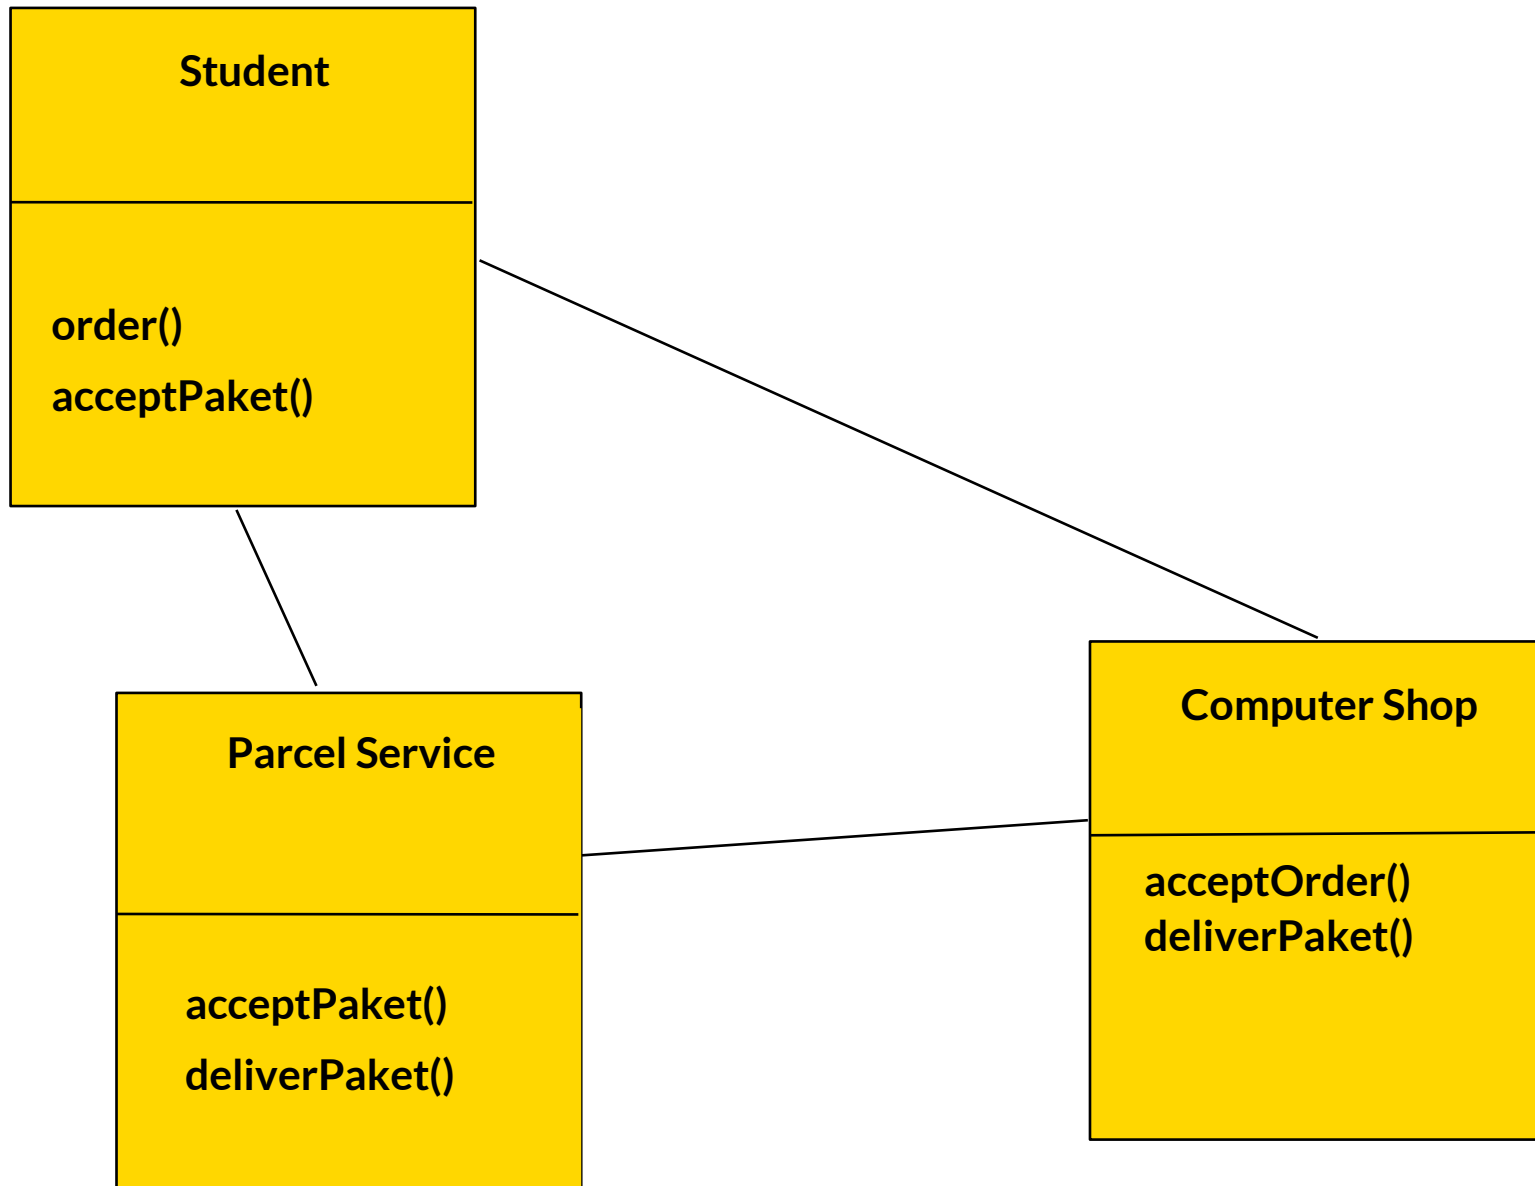 Student
order()
acceptPaket()
Parcel Service
acceptPaket()
deliverPaket()
Computer Shop
acceptOrder()
deliverPaket()